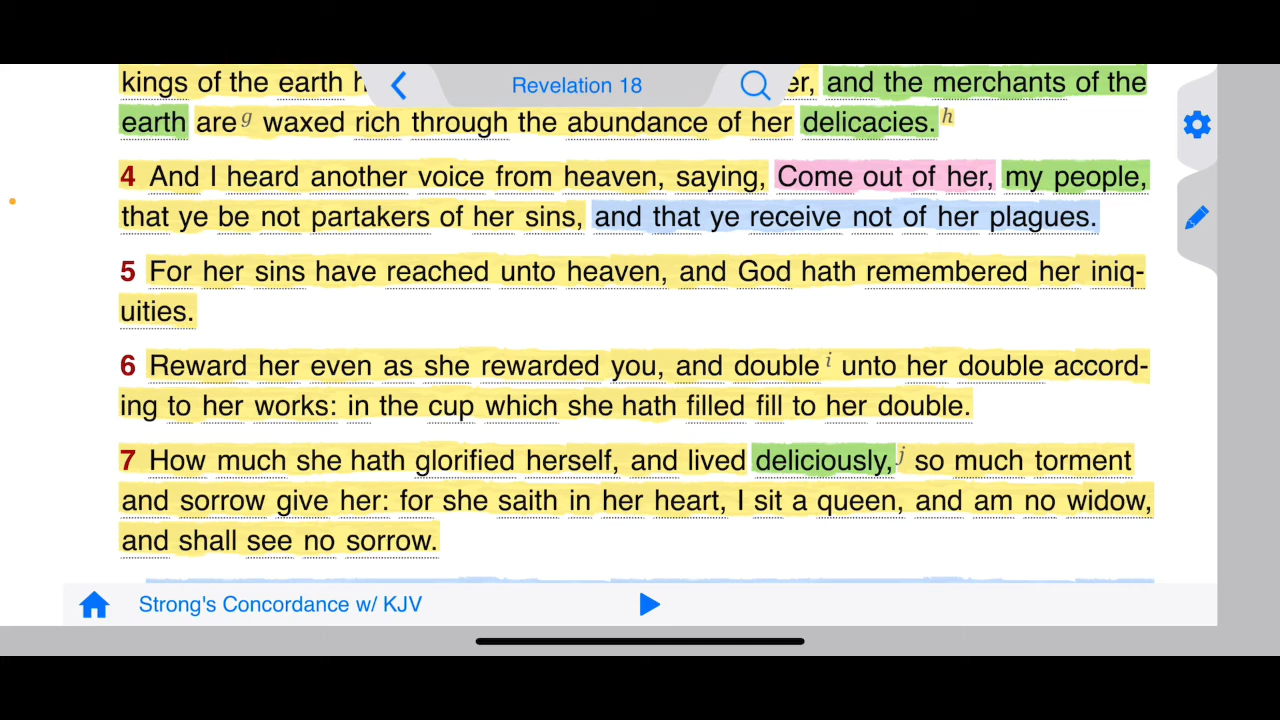 kings of the earth
Revelation 18
er, and the merchants of the
earth are g waxed rich through the abundance of her delicacies. h
4 And I heard another voice from heaven, saying, Come out of her, my people,
that ye be not partakers of her sins, and that ye receive not of her plagues.
5 For her sins have reached unto heaven, and God hath remembered her iniq-
uities.
6 Reward her even as she rewarded you, and double i unto her double accord-
ing to her works: in the cup which she hath filled fill to her double.
7 How much she hath glorified herself, and lived deliciously, j so much torment
and sorrow give her: for she saith in her heart, I sit a queen, and am no widow,
and shall see no sorrow.
Strong's Concordance w/ KJV